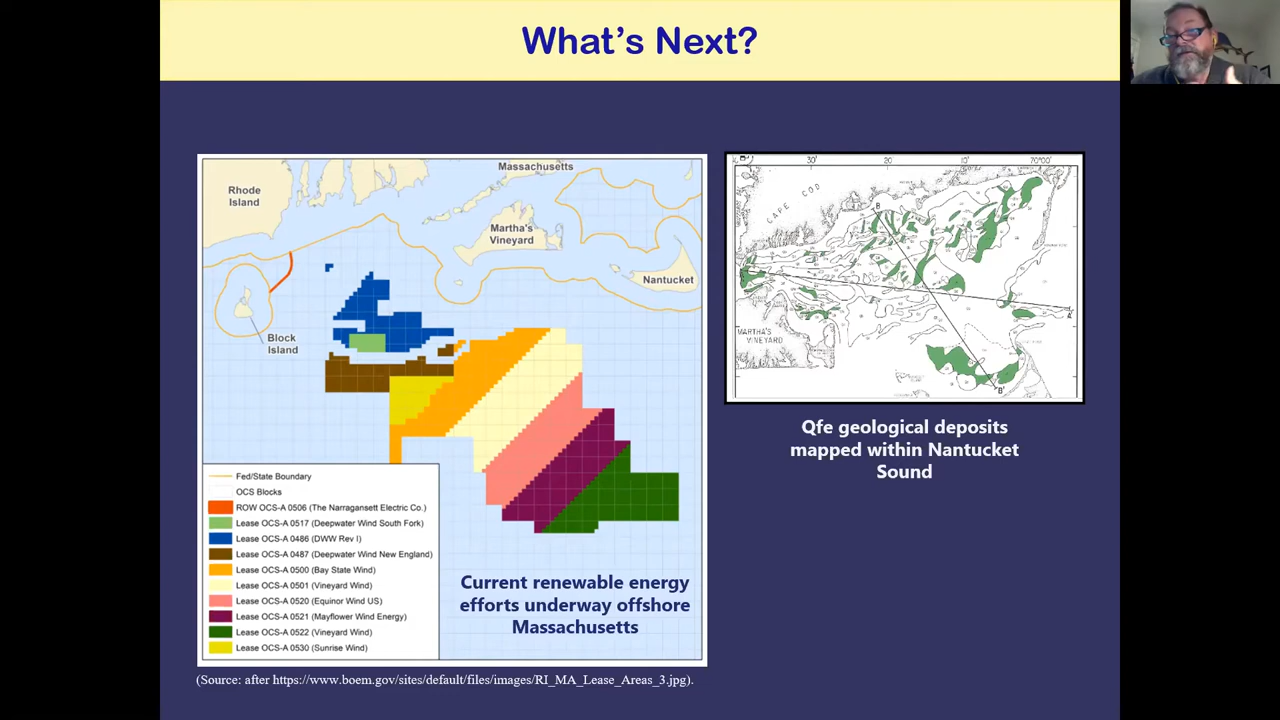 What's Next?
Massachusetts
Rhode
Island
Martha's
Vineyard
Nantucket
Block
Island
Fed/State Boundary
OCS Blocks
ROW OCS-A 0506 (The Narragansett Electric Co.)
Lease OCS-A 0517 (Deepwater Wind South Fork)
Lease OCS-A 0486 (DWW Rev I)
Lease OCS-A 0487 (Deepwater Wind New England)
Lease OCS-A 0500 (Bay State Wind)
Lease OCS-A 0501 (Vineyard Wind)
Lease OCS-A 0520 (Equinor Wind US)
Lease OCS-A 0521 (Mayflower Wind Energy)
Lease OCS-A 0522 (Vineyard Wind)
Lease OCS-A 0530 (Sunrise Wind)
Current renewable energy
efforts underway offshore
Massachusetts
(Source: after https://www.boem.gov/sites/default/files/images/RI_MA_Lease_Areas_3.jpg).
30' 20' 10' 70°00'
CAPE COD
B
A'
MARTHA'S
VINEYARD
B'
Qfe geological deposits
mapped within Nantucket
Sound